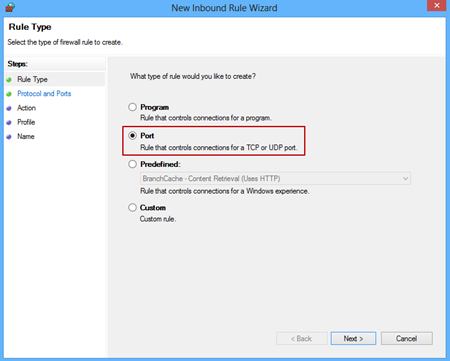 New Inbound Rule Wizard
Rule Type
Select the type of firewall rule to create.
Steps:
Rule Type
Protocol and Ports
Action
Profile
Name
What type of rule would you like to create?
Program
Rule that controls connections for a program.
Port
Rule that controls connections for a TCP or UDP port.
Predefined:
BranchCache - Content Retrieval (Uses HTTP)
Rule that controls connections for a Windows experience.
Custom
Custom rule.
< Back
Next >
Cancel